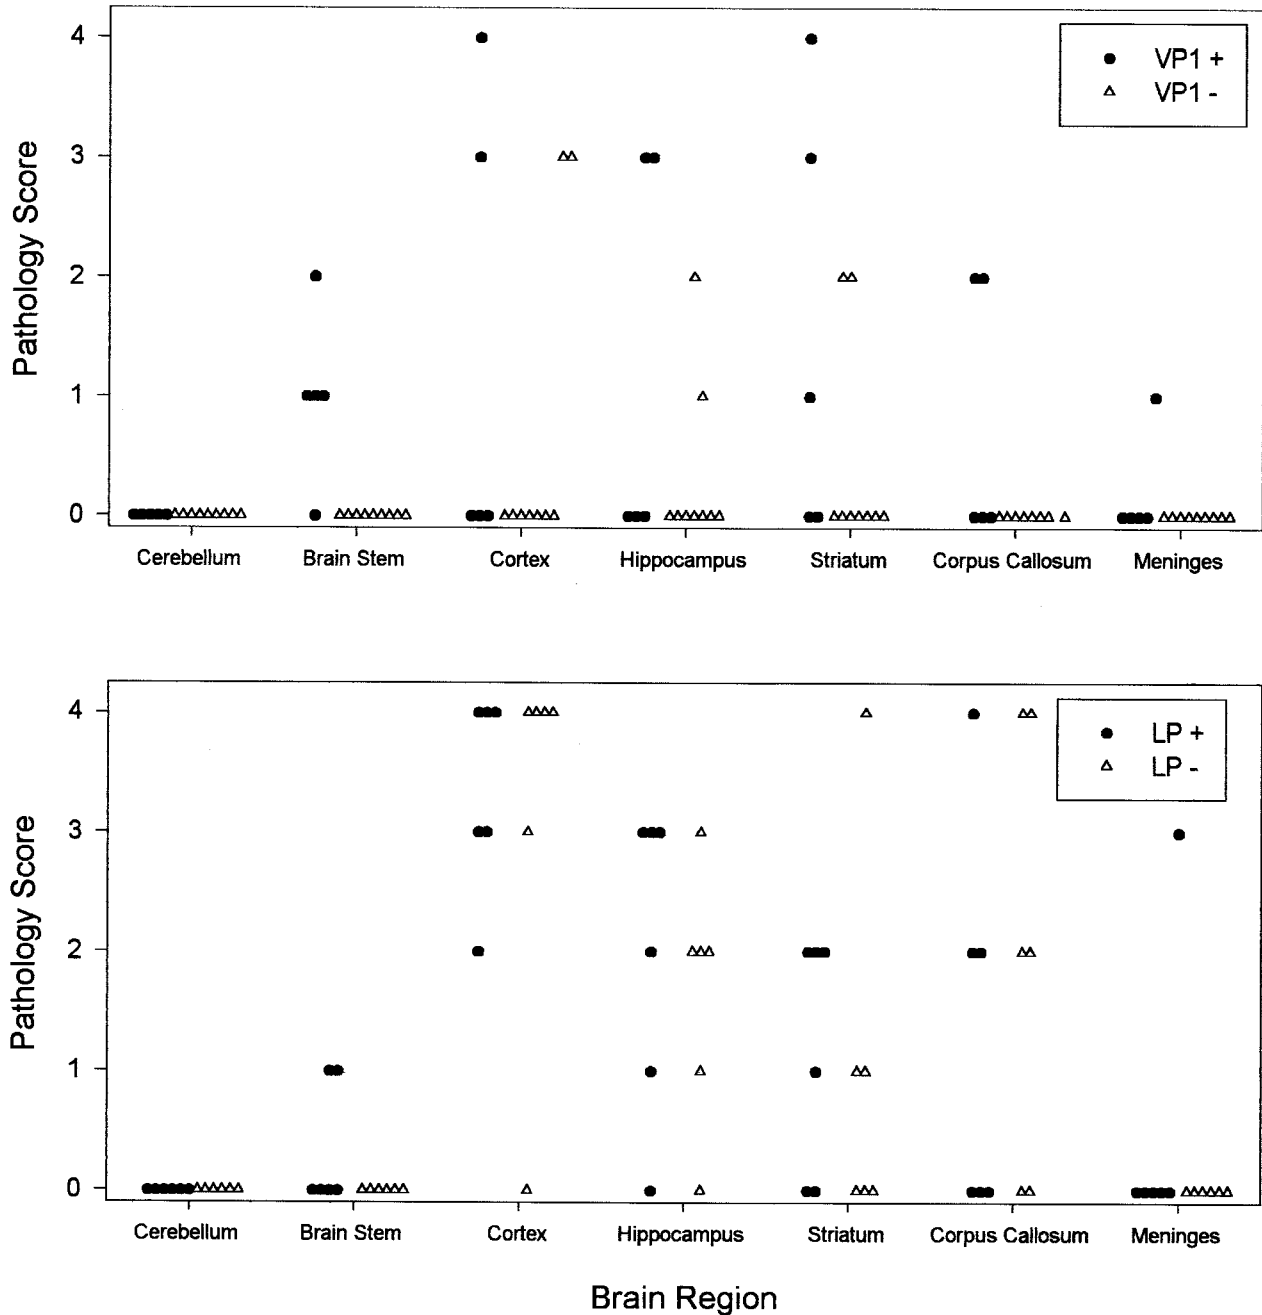 4
3
2
1
0
Pathology Score
VP1 +
VP1 -
Cerebellum Brain Stem Cortex Hippocampus Striatum Corpus Callosum Meninges
4
3
2
1
0
Pathology Score
LP +
LP -
Cerebellum Brain Stem Cortex Hippocampus Striatum Corpus Callosum Meninges
Brain Region